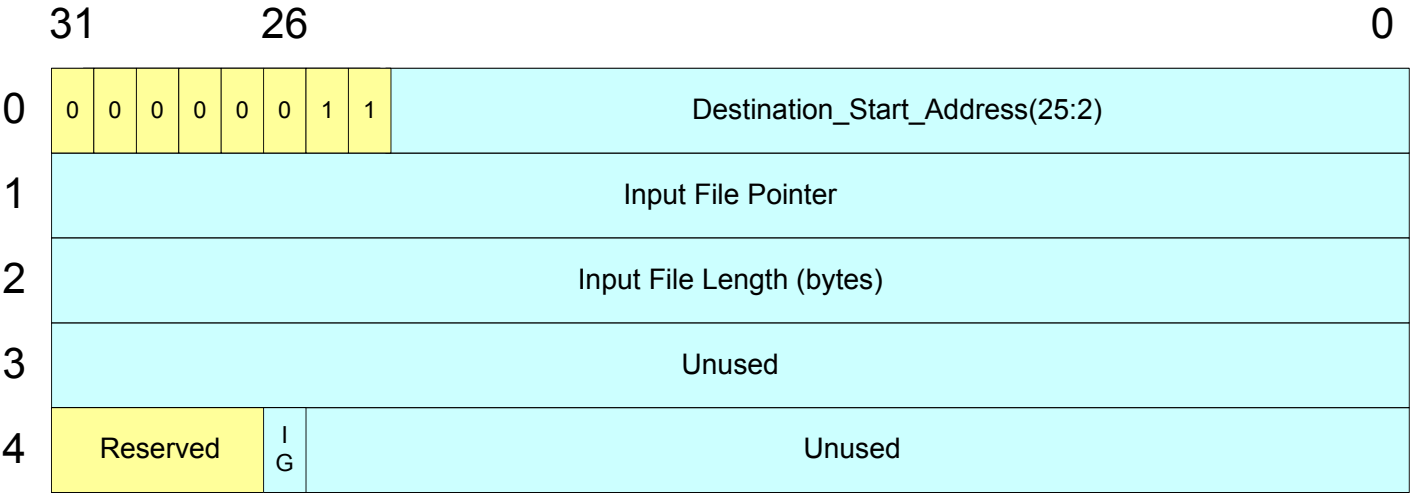 31 26 0
0 0 0 0 0 0 0 1 1 Destination_Start_Address(25:2)
1 Input File Pointer
2 Input File Length (bytes)
3 Unused
4 Reserved I G Unused